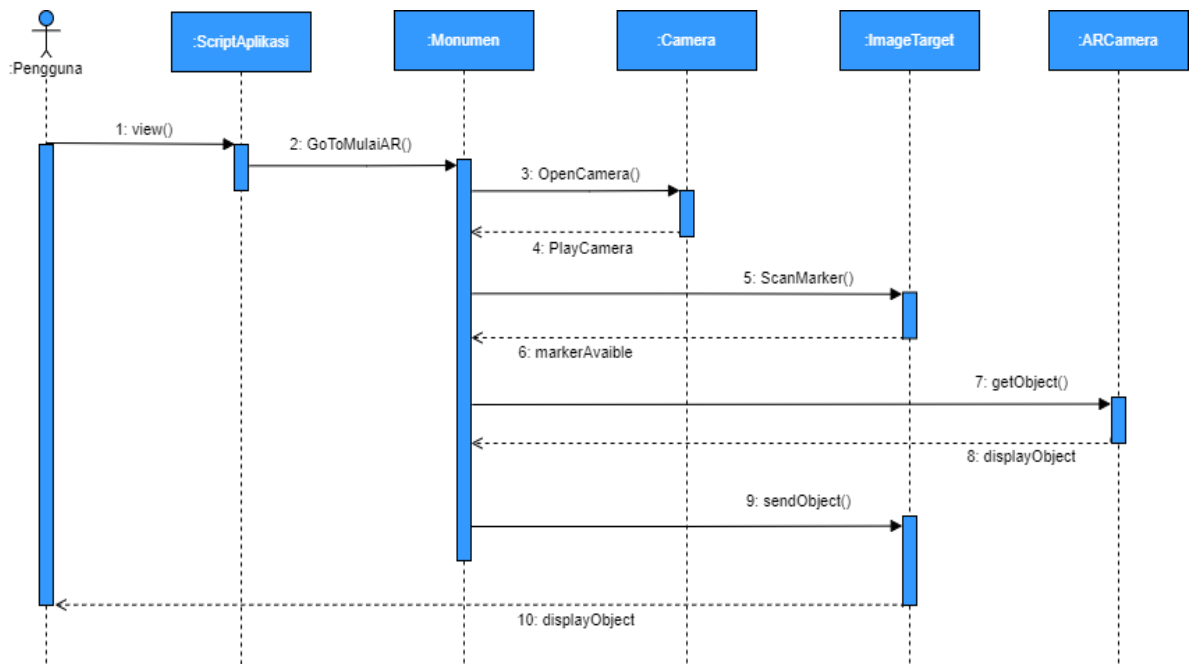 :Pengguna
:ScriptAplikasi
:Monumen
:Camera
:ImageTarget
:ARCamera
1: view()
2: GoToMulaiAR()
3: OpenCamera()
4: PlayCamera
5: ScanMarker()
6: markerAvaible
7: getObject()
8: displayObject
9: sendObject()
10: displayObject